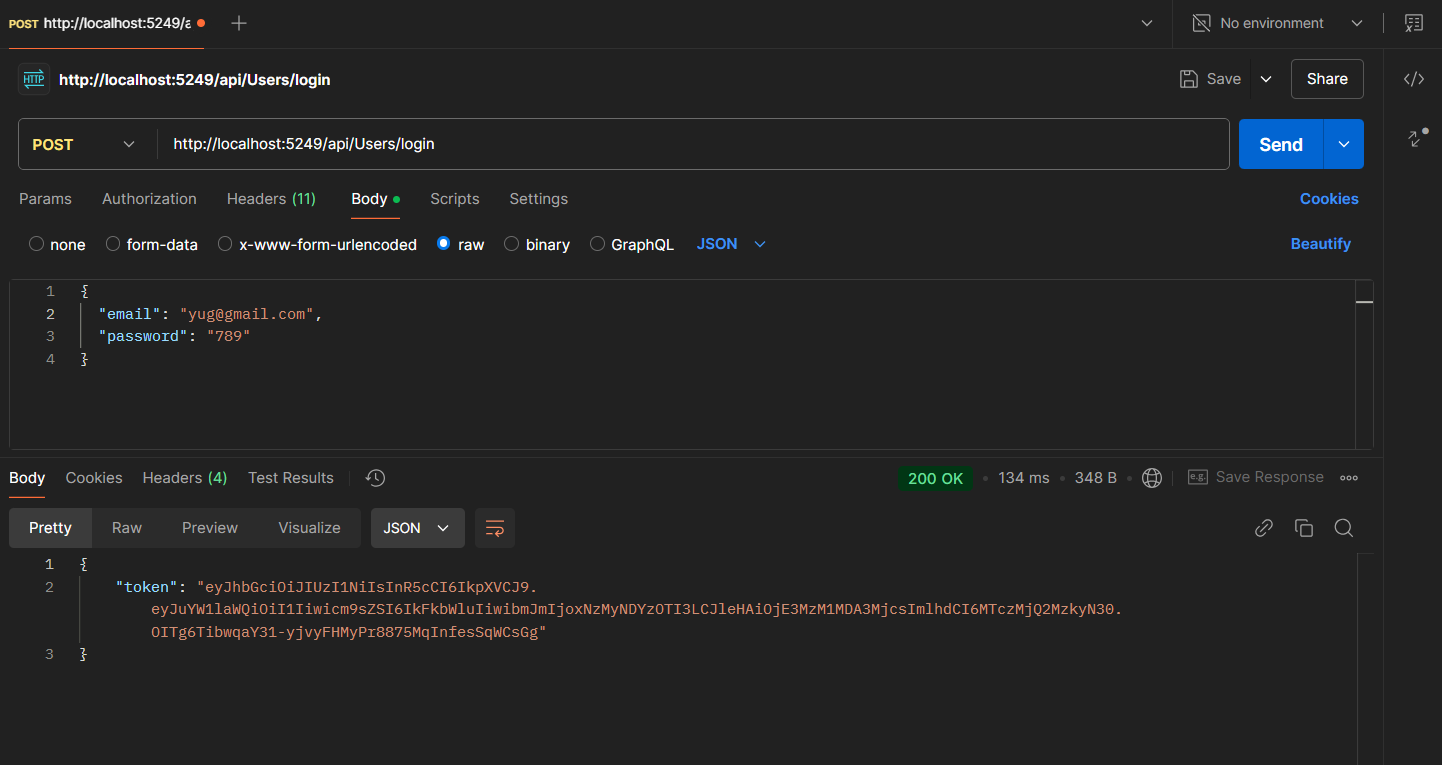 POST http://localhost:5249/a
No environment
HTTP http://localhost:5249/api/Users/login
Save
Share
POST http://localhost:5249/api/Users/login
Send
Params Authorization Headers (11) Body Scripts Settings Cookies
none form-data x-www-form-urlencoded raw binary GraphQL JSON Beautify
1 {
2 "email": "yug@gmail.com",
3 "password": "789"
4 }
Body Cookies Headers (4) Test Results 200 OK 134 ms 348 B e.g. Save Response
Pretty Raw Preview Visualize JSON
1 {
2 "token": "eyJhbGciOiJIUzI1NiIsInR5cCI6IkpXVCJ9.
eyJuYW1laWQiOiI1Iiwicm9sZSI6IkFkbWluIiwibmJmIjoxNzMyNDYzOTI3LCJleHAiOjE3MzM1MDA3MjcsImlhdCI6MTczMjQ2MzkyN30.
OITg6TibwqaY31-yjvyFHMyPr8875MqInfesSqWCsGg"
3 }